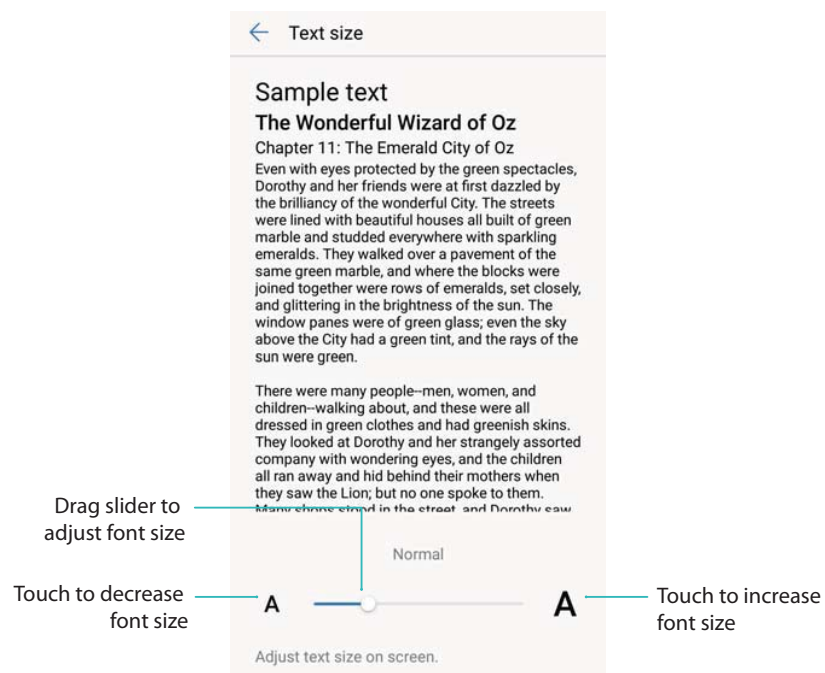 Text size
Sample text
The Wonderful Wizard of Oz
Chapter 11: The Emerald City of Oz
Even with eyes protected by the green spectacles,
Dorothy and her friends were at first dazzled by
the brilliancy of the wonderful City. The streets
were lined with beautiful houses all built of green
marble and studded everywhere with sparkling
emeralds. They walked over a pavement of the
same green marble, and where the blocks were
joined together were rows of emeralds, set closely,
and glittering in the brightness of the sun. The
window panes were of green glass; even the sky
above the City had a green tint, and the rays of the
sun were green.
There were many people--men, women, and
children--walking about, and these were all
dressed in green clothes and had greenish skins.
They looked at Dorothy and her strangely assorted
company with wondering eyes, and the children
all ran away and hid behind their mothers when
they saw the Lion; but no one spoke to them.
Many shops stood in the street, and Dorothy saw
Drag slider to
adjust font size
Normal
Touch to decrease
font size
A
A
Touch to increase
font size
Adjust text size on screen.